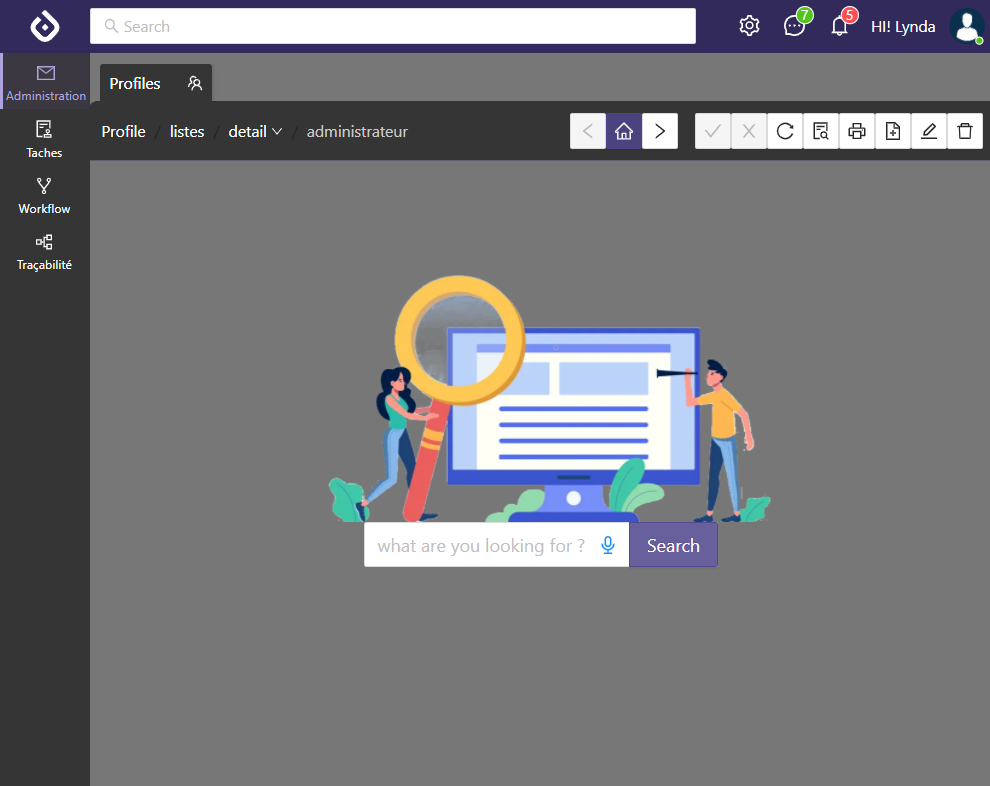 Search
7
5
HI! Lynda
Administration
Profiles
Profile / listes / detail / administrateur
Taches
Workflow
Traçabilité
what are you looking for ?
Search